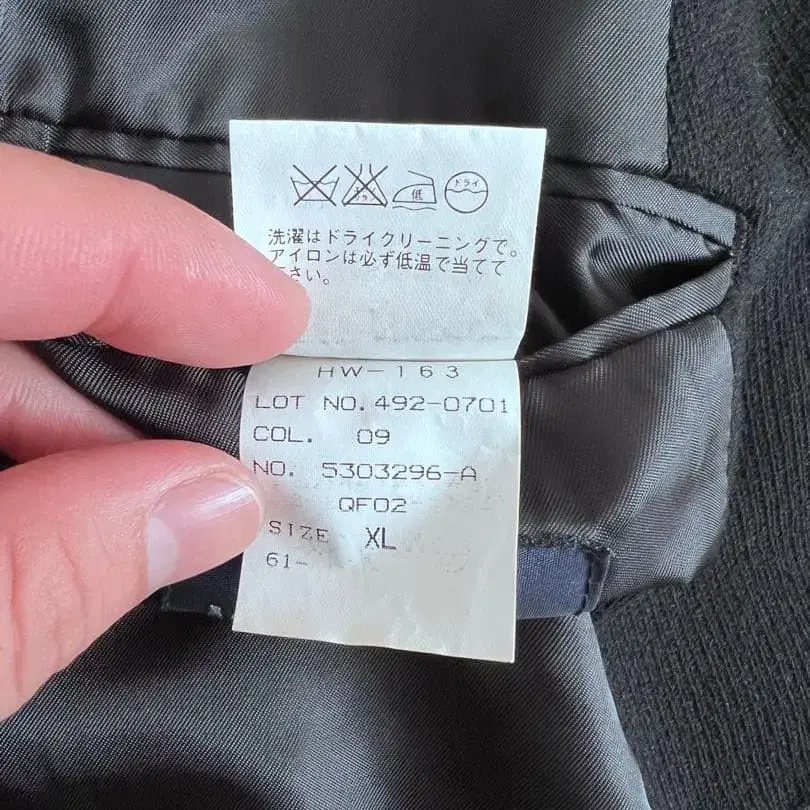 低 ドライ
洗濯はドライクリーニングで。
アイロンは必ず低温で当てて
下さい。
HW-163
LOT NO.492-0701
COL. 09
NO. 5303296-A
QF02
SIZE XL
61-